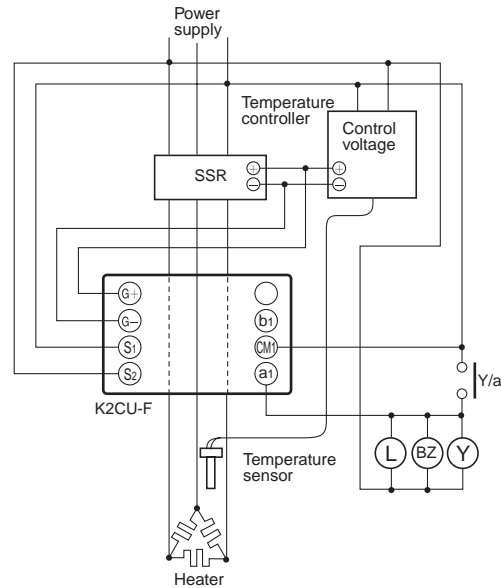 Power
supply
Temperature
controller
Control
voltage
SSR
+
−
+
−
G+
G−
S1
S2
b1
CM1
a1
K2CU-F
Y/a
L
BZ
Y
Temperature
sensor
Heater